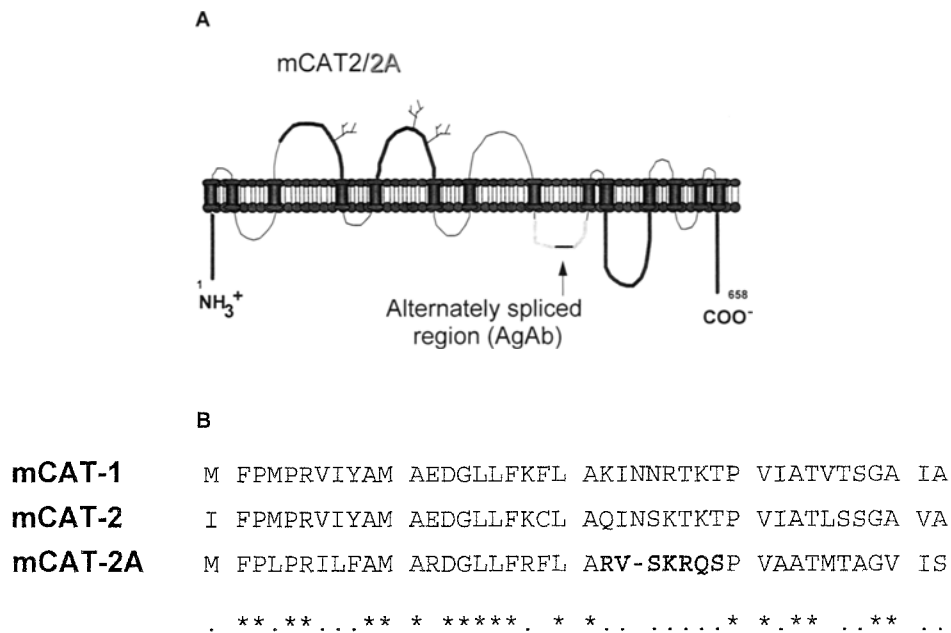 A
mCAT2/2A
1
NH3+
Alternately spliced
region (AgAb)
658
COO-
B
mCAT-1 M FPMPRVIYAM AEDGLLFKFL AKINNRTKTP VIATVTSGA IA
mCAT-2 I FPMPRVIYAM AEDGLLFKCL AQINSKTKTP VIATLSSGA VA
mCAT-2A M FPLPRILFAM ARDGLLFRFL ARV-SKRQSP VAATMTAGV IS
. **.**...** * *****. * *.. ..... * *.** ..** ..